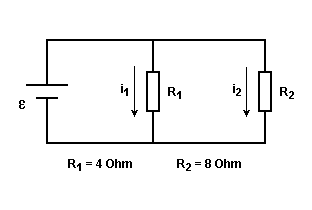 ε i₁ R₁ i₂ R₂
R₁ = 4 Ohm R₂ = 8 Ohm